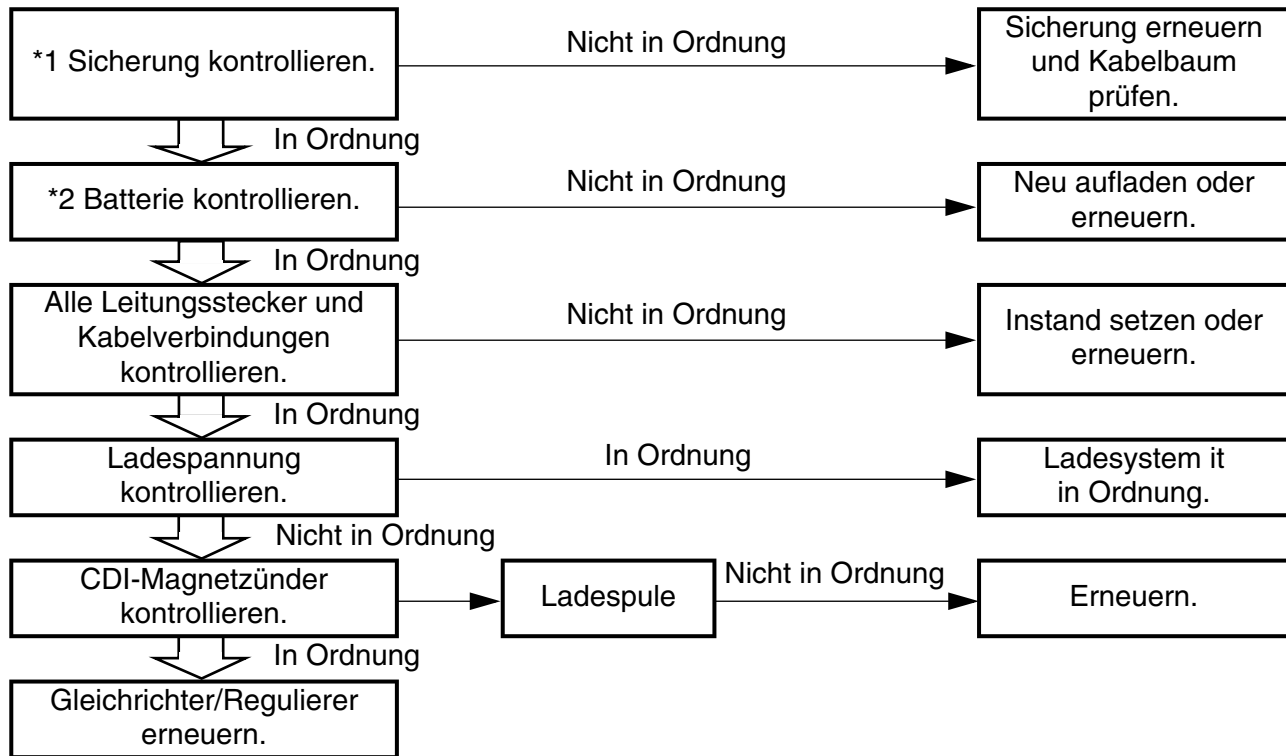 *1 Sicherung kontrollieren.
Nicht in Ordnung
Sicherung erneuern
und Kabelbaum
prüfen.
In Ordnung
*2 Batterie kontrollieren.
Nicht in Ordnung
Neu aufladen oder
erneuern.
In Ordnung
Alle Leitungsstecker und
Kabelverbindungen
kontrollieren.
Nicht in Ordnung
Instand setzen oder
erneuern.
In Ordnung
Ladespannung
kontrollieren.
In Ordnung
Ladesystem it
in Ordnung.
Nicht in Ordnung
CDI-Magnetzünder
kontrollieren.
Ladespule
Nicht in Ordnung
Erneuern.
In Ordnung
Gleichrichter/Regulierer
erneuern.